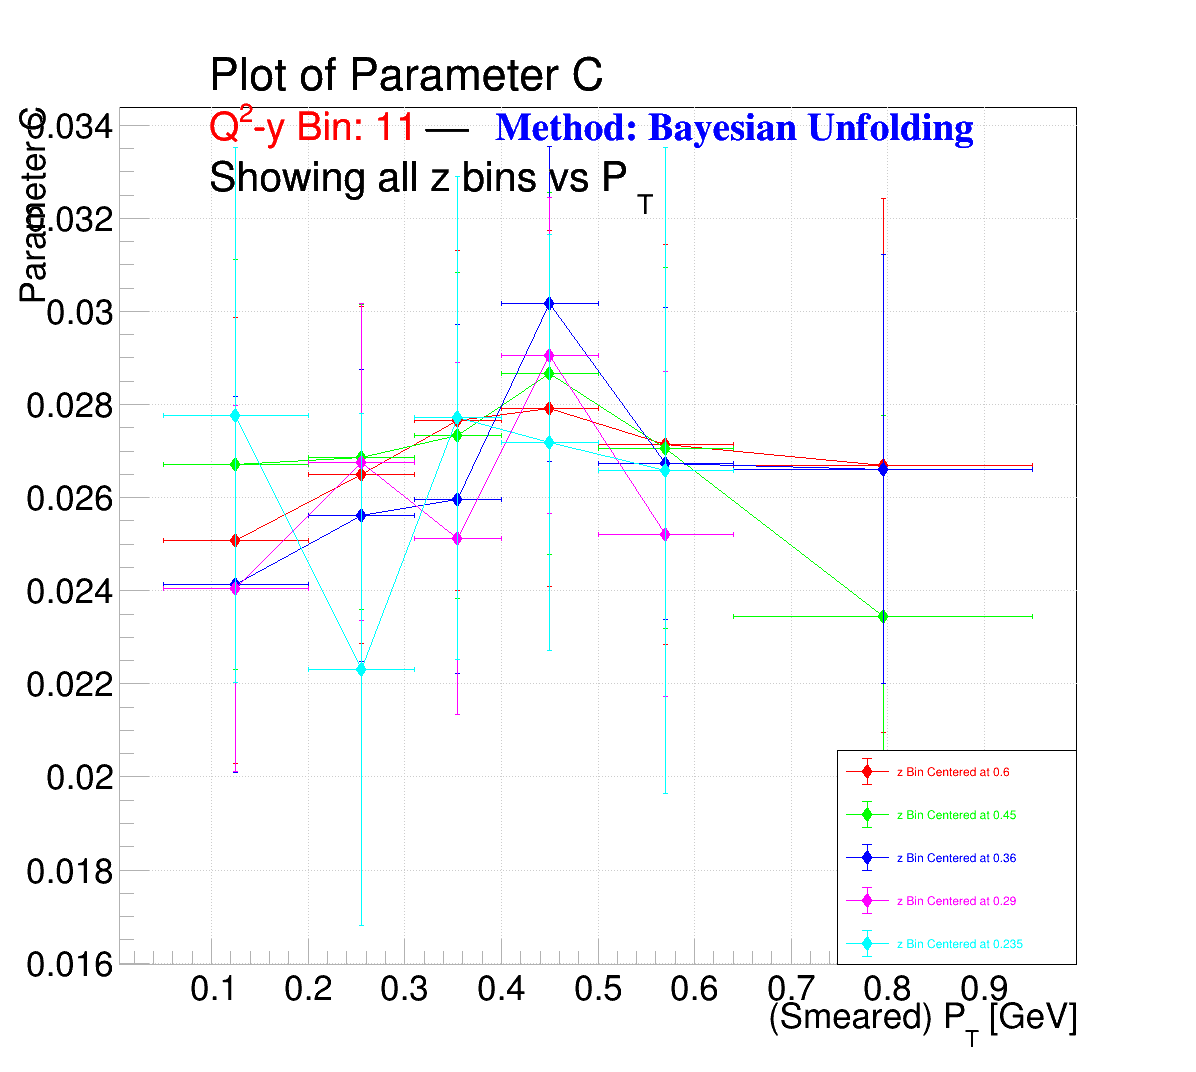 Plot of Parameter C
Q²-y Bin: 11 — Method: Bayesian Unfolding
Showing all z bins vs P_T
Parameter C
0.034
0.032
0.03
0.028
0.026
0.024
0.022
0.02
0.018
0.016
z Bin Centered at 0.6
z Bin Centered at 0.45
z Bin Centered at 0.36
z Bin Centered at 0.29
z Bin Centered at 0.235
0.1 0.2 0.3 0.4 0.5 0.6 0.7 0.8 0.9
(Smeared) P_T [GeV]